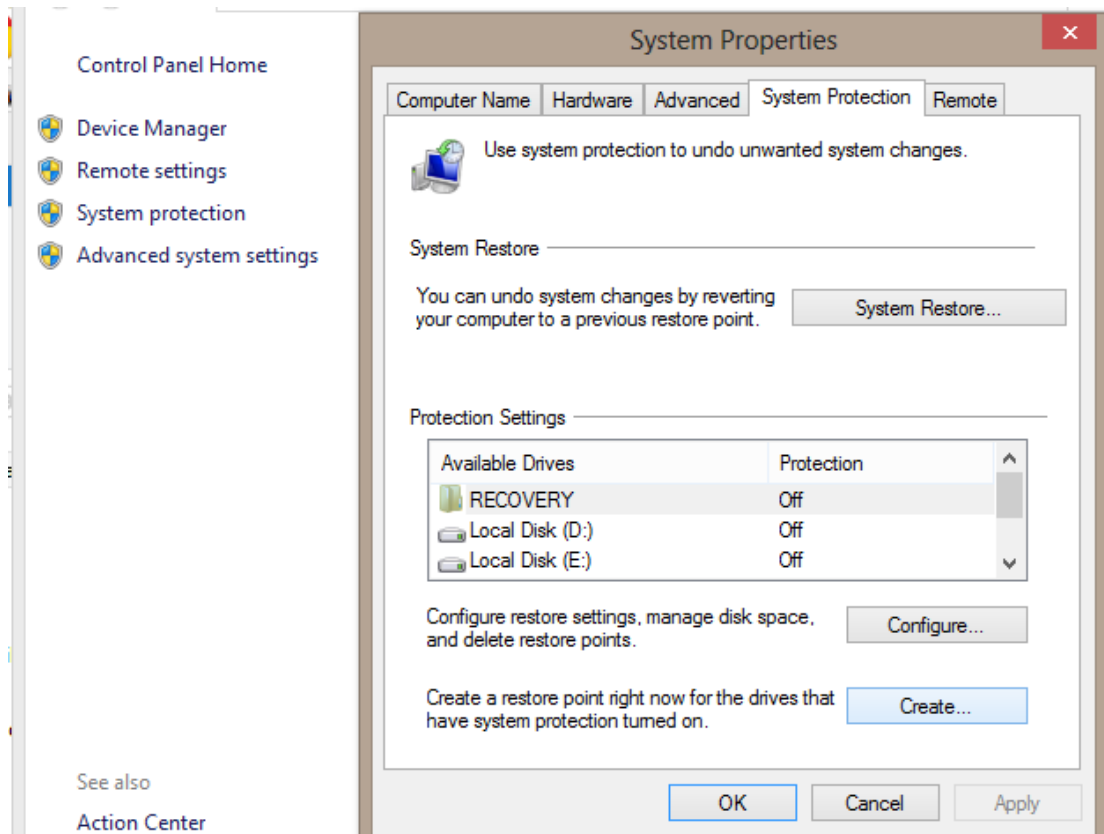 Control Panel Home
Device Manager
Remote settings
System protection
Advanced system settings
See also
Action Center
System Properties
Computer Name Hardware Advanced System Protection Remote
Use system protection to undo unwanted system changes.
System Restore
You can undo system changes by reverting
your computer to a previous restore point.
System Restore...
Protection Settings
Available Drives Protection
RECOVERY Off
Local Disk (D:) Off
Local Disk (E:) Off
Configure restore settings, manage disk space,
and delete restore points.
Configure...
Create a restore point right now for the drives that
have system protection turned on.
Create...
OK Cancel Apply